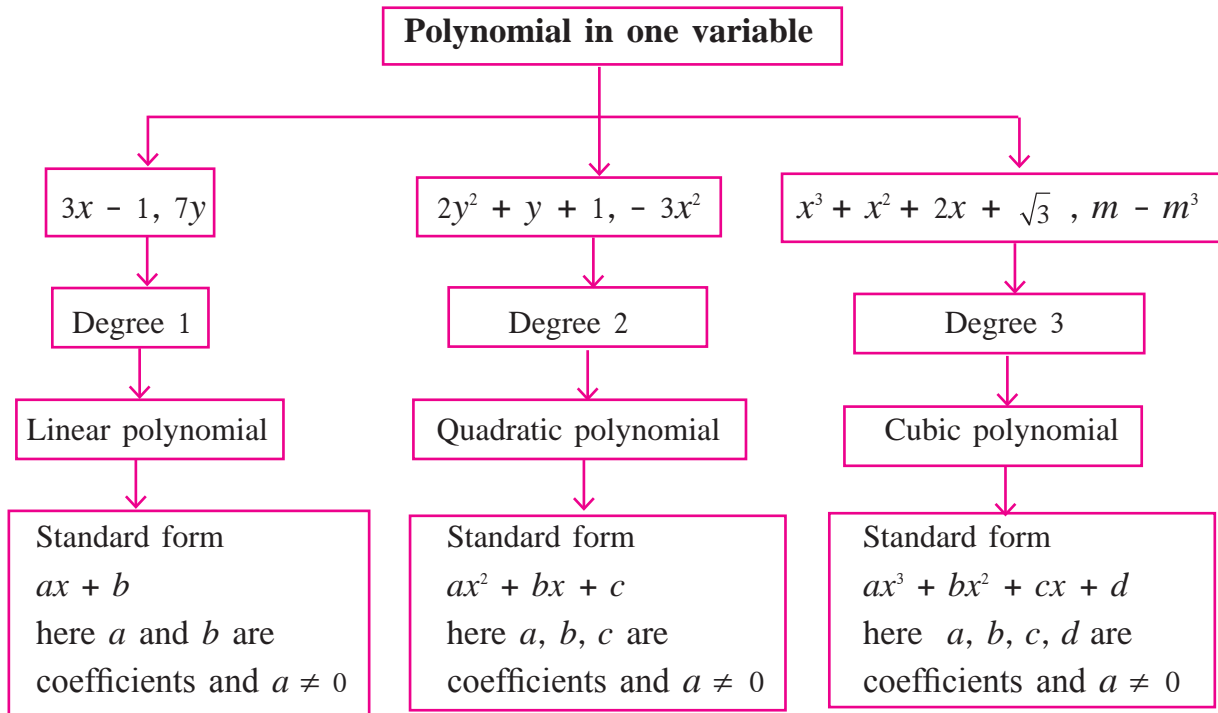 Polynomial in one variable
3x - 1, 7y
2y² + y + 1, - 3x²
x³ + x² + 2x + √3 , m - m³
Degree 1
Degree 2
Degree 3
Linear polynomial
Quadratic polynomial
Cubic polynomial
Standard form
ax + b
here a and b are
coefficients and a ≠ 0
Standard form
ax² + bx + c
here a, b, c are
coefficients and a ≠ 0
Standard form
ax³ + bx² + cx + d
here a, b, c, d are
coefficients and a ≠ 0